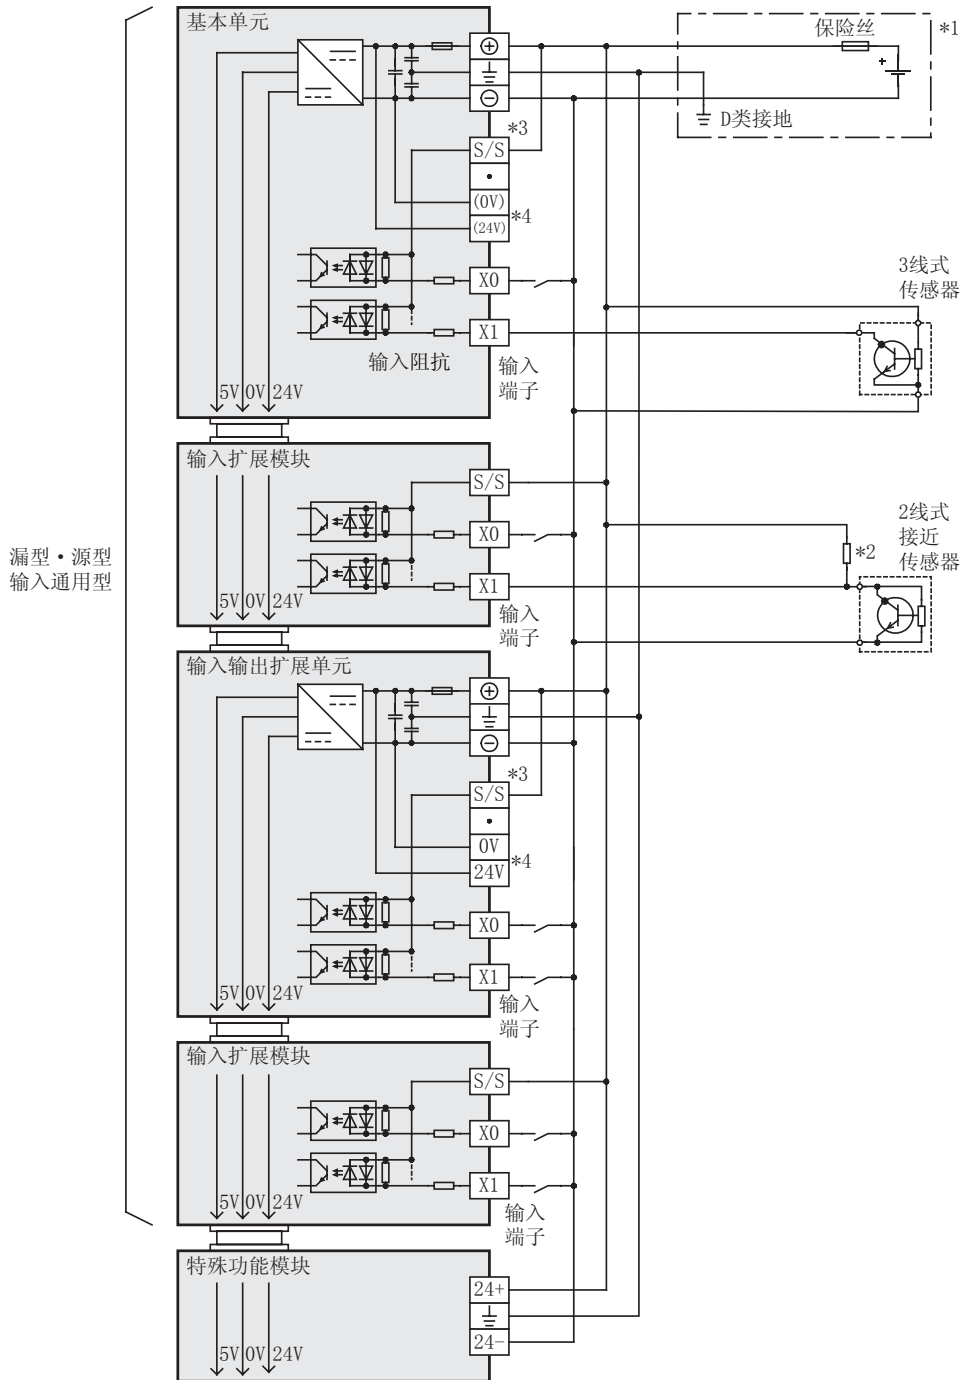 基本单元
保险丝
*1
+
D类接地
*3
S/S
(0V)
*4
(24V)
X0
3线式
传感器
X1
输入阻抗
输入
端子
5V 0V 24V
输入扩展模块
S/S
2线式
接近
传感器
X0
*2
漏型・源型
输入通用型
X1
5V 0V 24V
输入
端子
输入输出扩展单元
*3
S/S
0V
*4
24V
X0
X1
5V 0V 24V
输入
端子
输入扩展模块
S/S
X0
X1
5V 0V 24V
输入
端子
特殊功能模块
24+
24-
5V 0V 24V